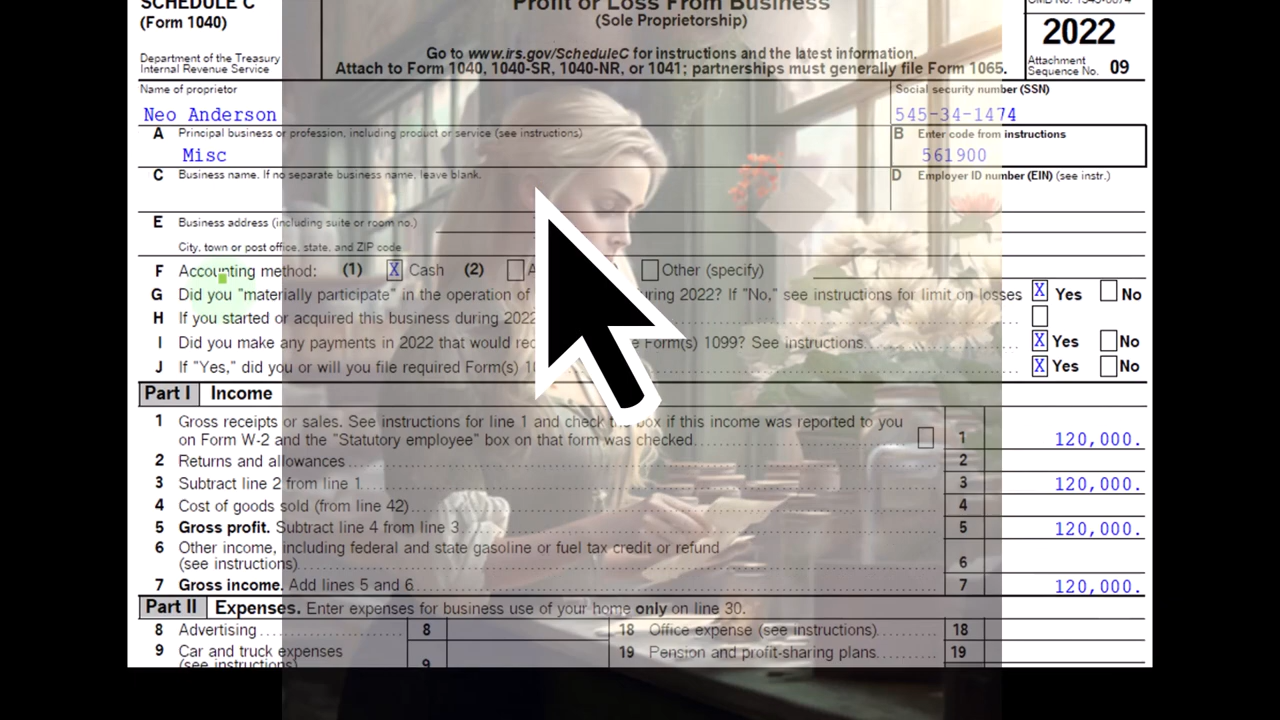 SCHEDULE C
(Form 1040)
Department of the Treasury
Internal Revenue Service
Profit or Loss From Business
(Sole Proprietorship)
Go to www.irs.gov/ScheduleC for instructions and the latest information.
Attach to Form 1040, 1040-SR, 1040-NR, or 1041; partnerships must generally file Form 1065.
2022
Attachment
Sequence No. 09
Name of proprietor
Social security number (SSN)
Neo Anderson
545-34-1474
A Principal business or profession, including product or service (see instructions)
B Enter code from instructions
Misc
561900
C Business name. If no separate business name, leave blank.
D Employer ID number (EIN) (see instr.)
E Business address (including suite or room no.)
City, town or post office, state, and ZIP code
F Accounting method: (1) X Cash (2) Other (specify)
G Did you "materially participate" in the operation of during 2022? If "No," see instructions for limit on losses X Yes No
H If you started or acquired this business during 2022
I Did you make any payments in 2022 that would Form(s) 1099? See instructions X Yes No
J If "Yes," did you or will you file required Form(s) X Yes No
Part I Income
1 Gross receipts or sales. See instructions for line 1 and check the box if this income was reported to you
on Form W-2 and the "Statutory employee" box on that form was checked 1 120,000.
2 Returns and allowances 2
3 Subtract line 2 from line 1 3 120,000.
4 Cost of goods sold (from line 42) 4
5 Gross profit. Subtract line 4 from line 3 5 120,000.
6 Other income, including federal and state gasoline or fuel tax credit or refund
(see instructions) 6
7 Gross income. Add lines 5 and 6 7 120,000.
Part II Expenses. Enter expenses for business use of your home only on line 30.
8 Advertising 8 18 Office expense (see instructions) 18
9 Car and truck expenses 19 Pension and profit-sharing plans 19
(see instructions) 9